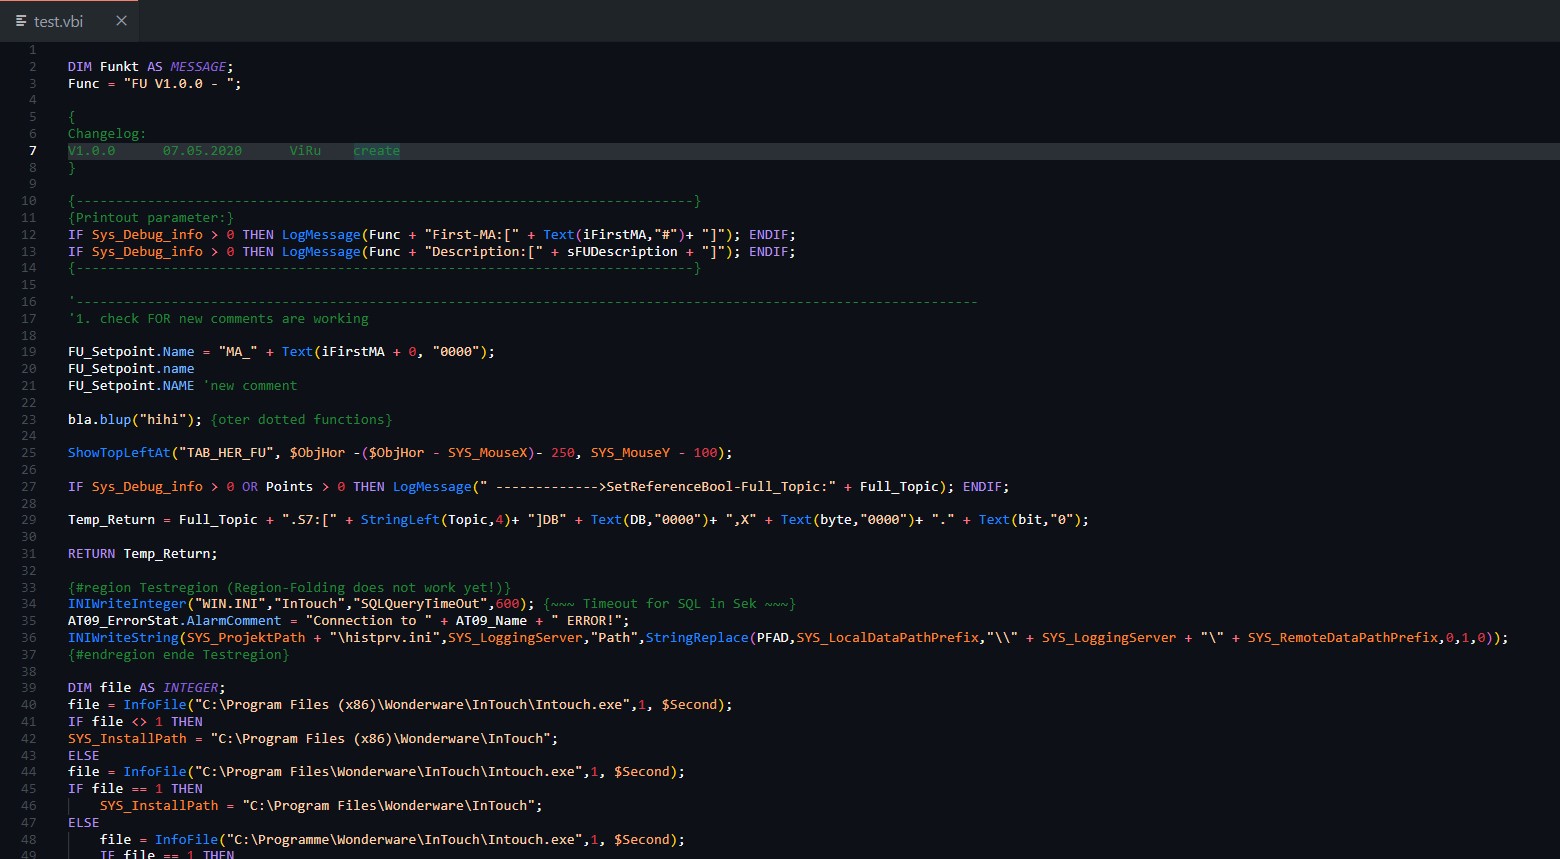 test.vbi
1
2 DIM Funkt AS MESSAGE;
3 Func = "FU V1.0.0 - ";
4
5 {
6 Changelog:
7 V1.0.0 07.05.2020 ViRu create
8 }
9
10 {------------------------------------------------------------------------------}
11 {Printout parameter:}
12 IF Sys_Debug_info > 0 THEN LogMessage(Func + "First-MA:[" + Text(iFirstMA,"#")+ "]"); ENDIF;
13 IF Sys_Debug_info > 0 THEN LogMessage(Func + "Description:[" + sFUDescription + "]"); ENDIF;
14 {------------------------------------------------------------------------------}
15
16 '------------------------------------------------------------------------------------------------------------------
17 '1. check FOR new comments are working
18
19 FU_Setpoint.Name = "MA_" + Text(iFirstMA + 0, "0000");
20 FU_Setpoint.name
21 FU_Setpoint.NAME 'new comment
22
23 bla.blup("hihi"); {oter dotted functions}
24
25 ShowTopLeftAt("TAB_HER_FU", $ObjHor -($ObjHor - SYS_MouseX)- 250, SYS_MouseY - 100);
26
27 IF Sys_Debug_info > 0 OR Points > 0 THEN LogMessage(" ------------->SetReferenceBool-Full_Topic:" + Full_Topic); ENDIF;
28
29 Temp_Return = Full_Topic + ".S7:[" + StringLeft(Topic,4)+ "]DB" + Text(DB,"0000")+ ",X" + Text(byte,"0000")+ "." + Text(bit,"0");
30
31 RETURN Temp_Return;
32
33 {#region Testregion (Region-Folding does not work yet!)}
34 INIWriteInteger("WIN.INI","InTouch","SQLQueryTimeOut",600); {~~~ Timeout for SQL in Sek ~~~}
35 AT09_ErrorStat.AlarmComment = "Connection to " + AT09_Name + " ERROR!";
36 INIWriteString(SYS_ProjektPath + "\histprv.ini",SYS_LoggingServer,"Path",StringReplace(PFAD,SYS_LocalDataPathPrefix,"\\" + SYS_LoggingServer + "\" + SYS_RemoteDataPathPrefix,0,1,0));
37 {#endregion ende Testregion}
38
39 DIM file AS INTEGER;
40 file = InfoFile("C:\Program Files (x86)\Wonderware\InTouch\Intouch.exe",1, $Second);
41 IF file <> 1 THEN
42 SYS_InstallPath = "C:\Program Files (x86)\Wonderware\InTouch";
43 ELSE
44 file = InfoFile("C:\Program Files\Wonderware\InTouch\Intouch.exe",1, $Second);
45 IF file == 1 THEN
46 SYS_InstallPath = "C:\Program Files\Wonderware\InTouch";
47 ELSE
48 file = InfoFile("C:\Programme\Wonderware\InTouch\Intouch.exe",1, $Second);
49 IF file == 1 THEN